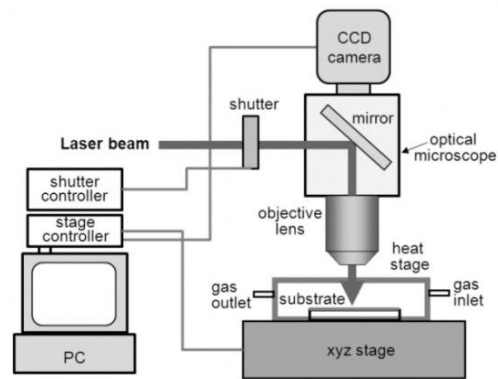 CCD
camera
shutter
mirror
Laser beam
optical
microscope
shutter
controller
stage
controller
objective
lens
heat
stage
gas
outlet
substrate
gas
inlet
PC
xyz stage